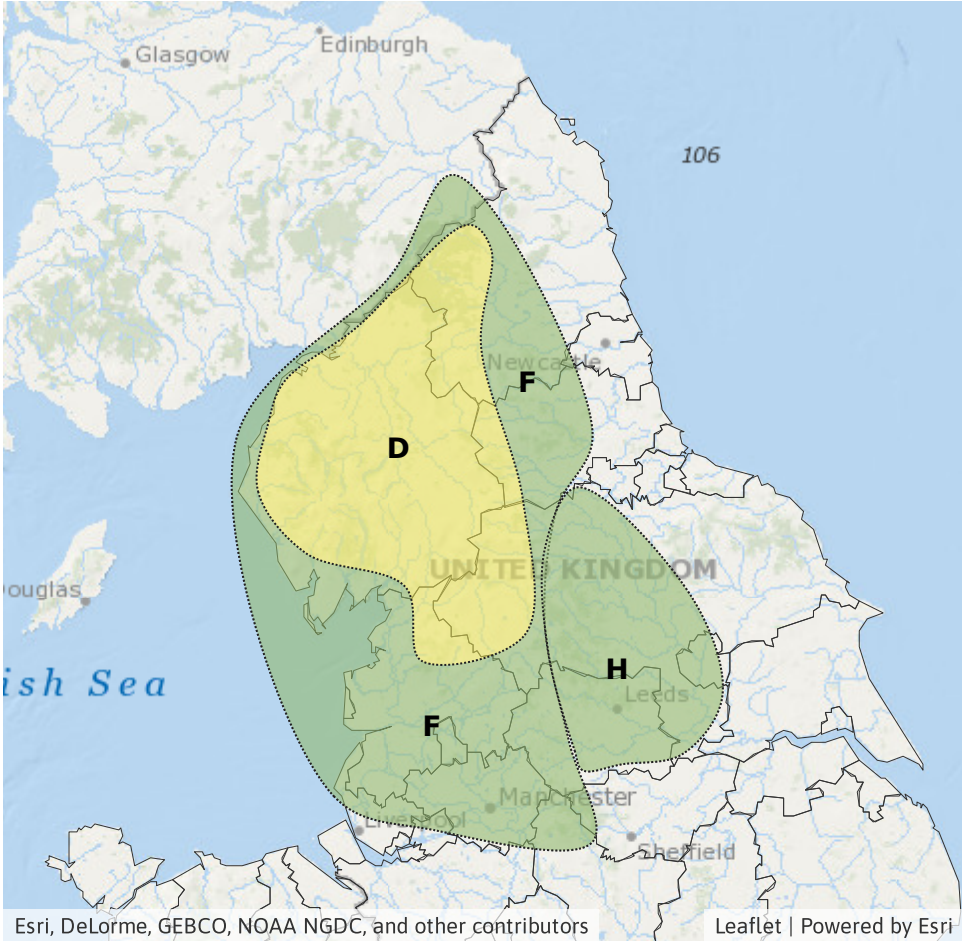 Glasgow
Edinburgh
106
Newcastle
F
D
UNITED KINGDOM
ouglas
ish Sea
H
Leeds
F
Manchester
Liverpool
Sheffield
Esri, DeLorme, GEBCO, NOAA NGDC, and other contributors
Leaflet | Powered by Esri